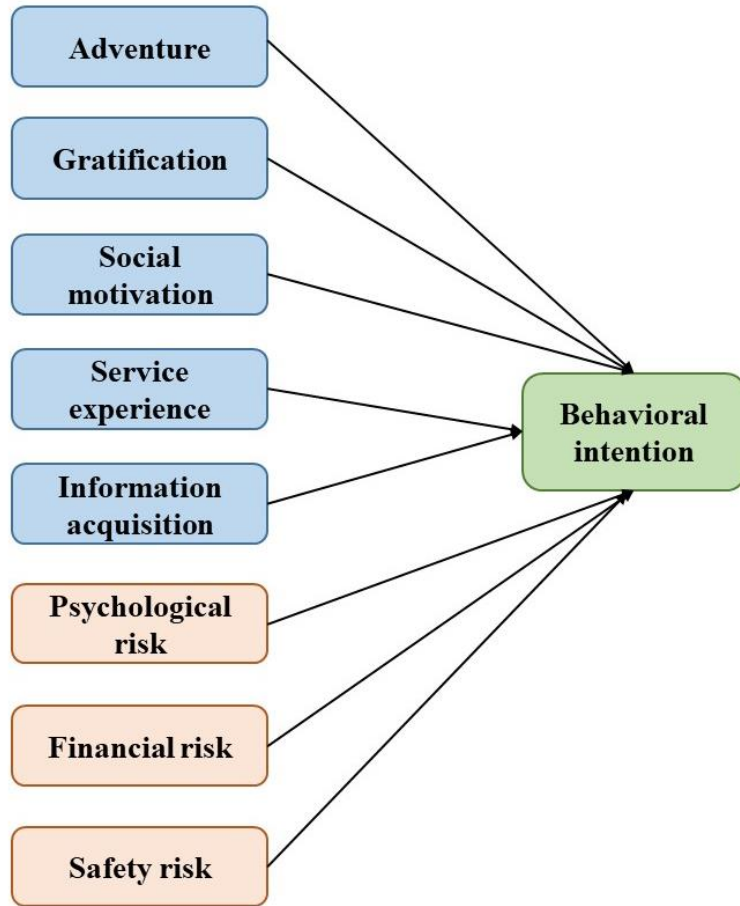 Adventure
Gratification
Social
motivation
Service
experience
Information
acquisition
Psychological
risk
Financial risk
Safety risk
Behavioral
intention